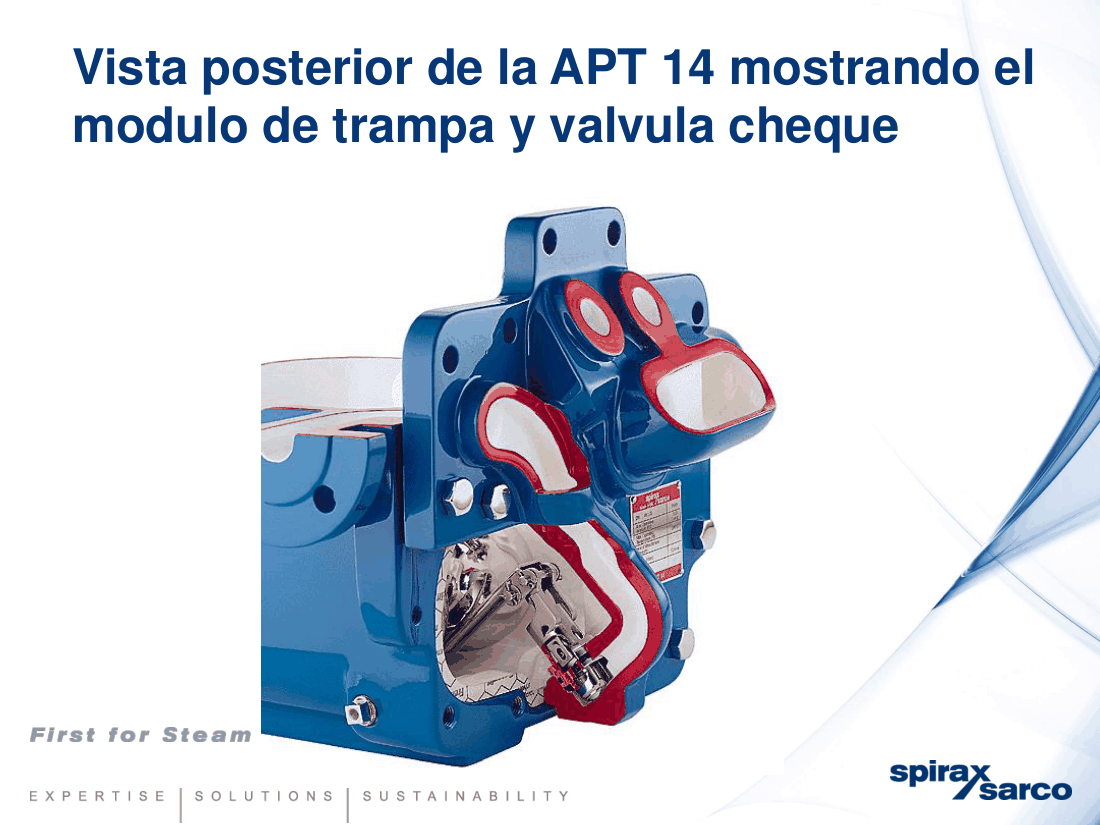 Vista posterior de la APT 14 mostrando el
modulo de trampa y valvula cheque
spirax
First for Steam
EXPERTISE SOLUTIONS SUSTAINABILITY
spirax
sarco